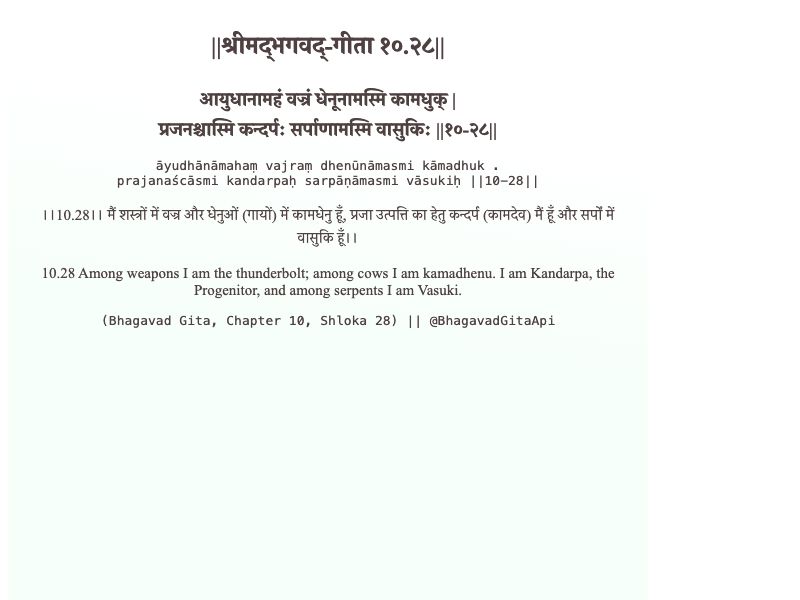 ||श्रीमद्‍भगवद्‍-गीता १०.२८||
आयुधानामहं वज्रं धेनूनामस्मि कामधुक् |
प्रजनश्चास्मि कन्दर्पः सर्पाणामस्मि वासुकिः ||१०-२८||
āyudhānāmahaṃ vajraṃ dhenūnāmasmi kāmadhuk .
prajanaścāsmi kandarpaḥ sarpāṇāmasmi vāsukiḥ ||10-28||
।।10.28।। मैं शस्त्रों में वज्र और धेनुओं (गायों) में कामधेनु हूँ, प्रजा उत्पत्ति का हेतु कन्दर्प (कामदेव) मैं हूँ और सर्पों में
वासुकि हूँ।।
10.28 Among weapons I am the thunderbolt; among cows I am kamadhenu. I am Kandarpa, the
Progenitor, and among serpents I am Vasuki.
(Bhagavad Gita, Chapter 10, Shloka 28) || @BhagavadGitaApi